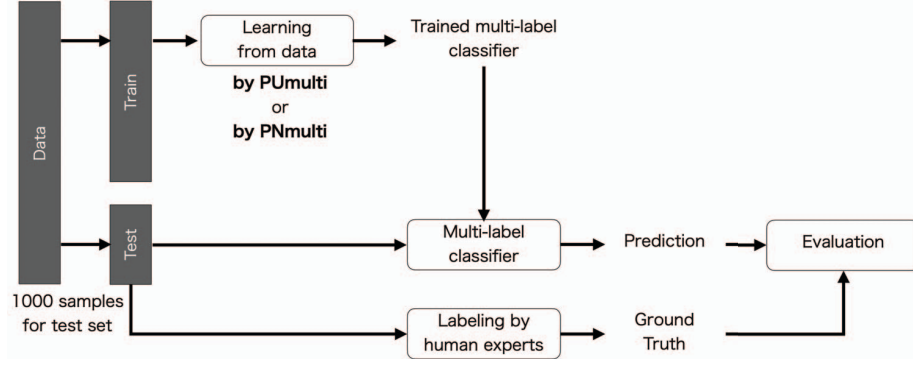 Data
Train
Learning
from data
by PUmulti
or
by PNmulti
Trained multi-label
classifier
Test
1000 samples
for test set
Multi-label
classifier
Prediction
Evaluation
Labeling by
human experts
Ground
Truth